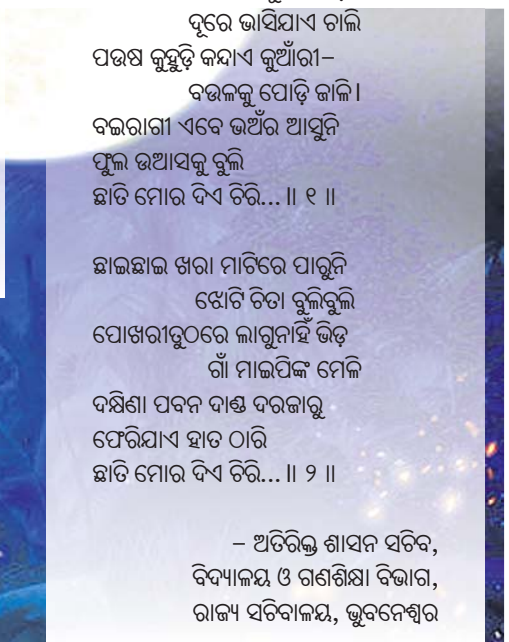 ଦୂରେ ଭାସିଯାଏ ଚାଲି
ପଉଷ କୁହୁଡ଼ି କନ୍ଦାଏ କୁଆଁରୀ–
ବଉଳକୁ ପୋଡ଼ି ଜାଳି।
ବଇରାଗୀ ଏବେ ଭଅଁର ଆସୁନି
ଫୁଲ ଉଆସକୁ ବୁଲି
ଛାତି ମୋର ଦିଏ ଚିରି...॥ ୧ ॥
ଛାଇଛାଇ ଖରା ମାଟିରେ ପାରୁନି
ଝୋଟି ଚିତା ବୁଲିବୁଲି
ପୋଖରୀତୁଠରେ ଲାଗୁନାହିଁ ଭିଡ଼
ଗାଁ ମାଇପିଙ୍କ ମେଳି
ଦକ୍ଷିଣା ପବନ ଦାଣ୍ଡ ଦରଜାରୁ
ଫେରିଯାଏ ହାତ ଠାରି
ଛାତି ମୋର ଦିଏ ଚିରି...॥ ୨ ॥
– ଅତିରିକ୍ତ ଶାସନ ସଚିବ,
ବିଦ୍ୟାଳୟ ଓ ଗଣଶିକ୍ଷା ବିଭାଗ,
ରାଜ୍ୟ ସଚିବାଳୟ, ଭୁବନେଶ୍ୱର